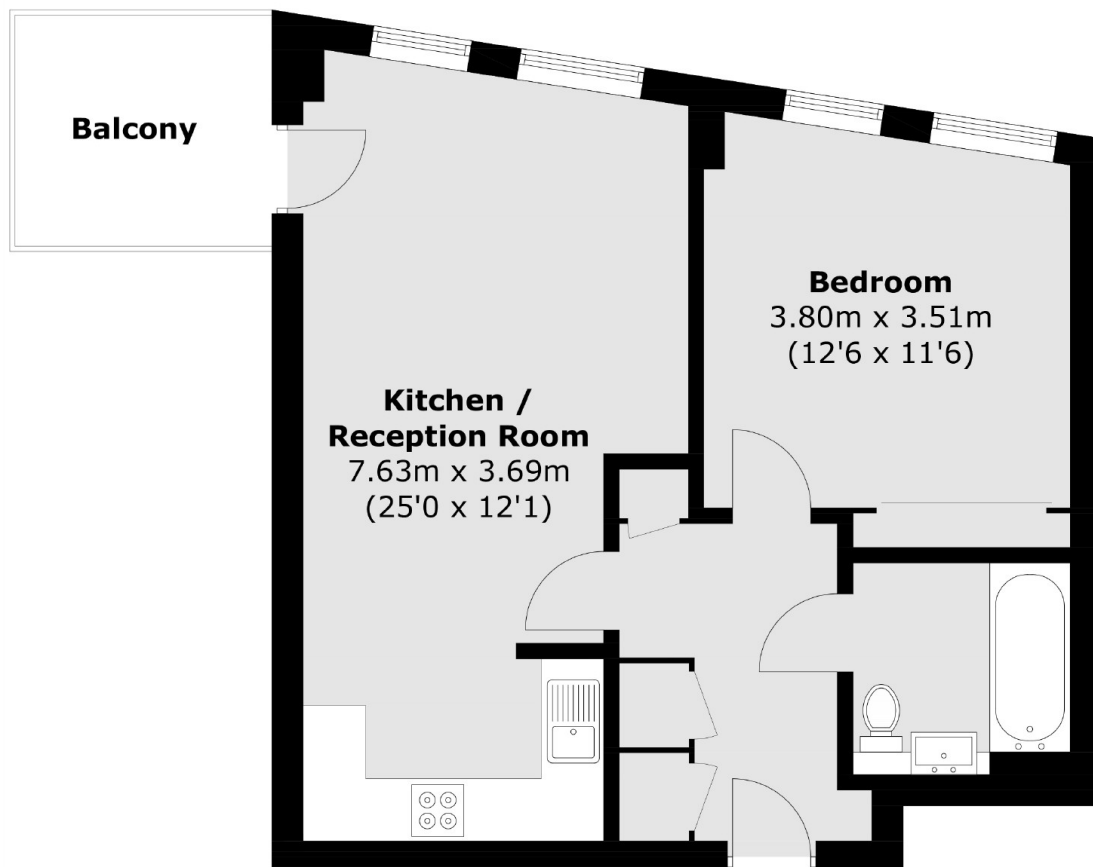 Balcony
Bedroom
3.80m x 3.51m
(12'6 x 11'6)
Kitchen /
Reception Room
7.63m x 3.69m
(25'0 x 12'1)